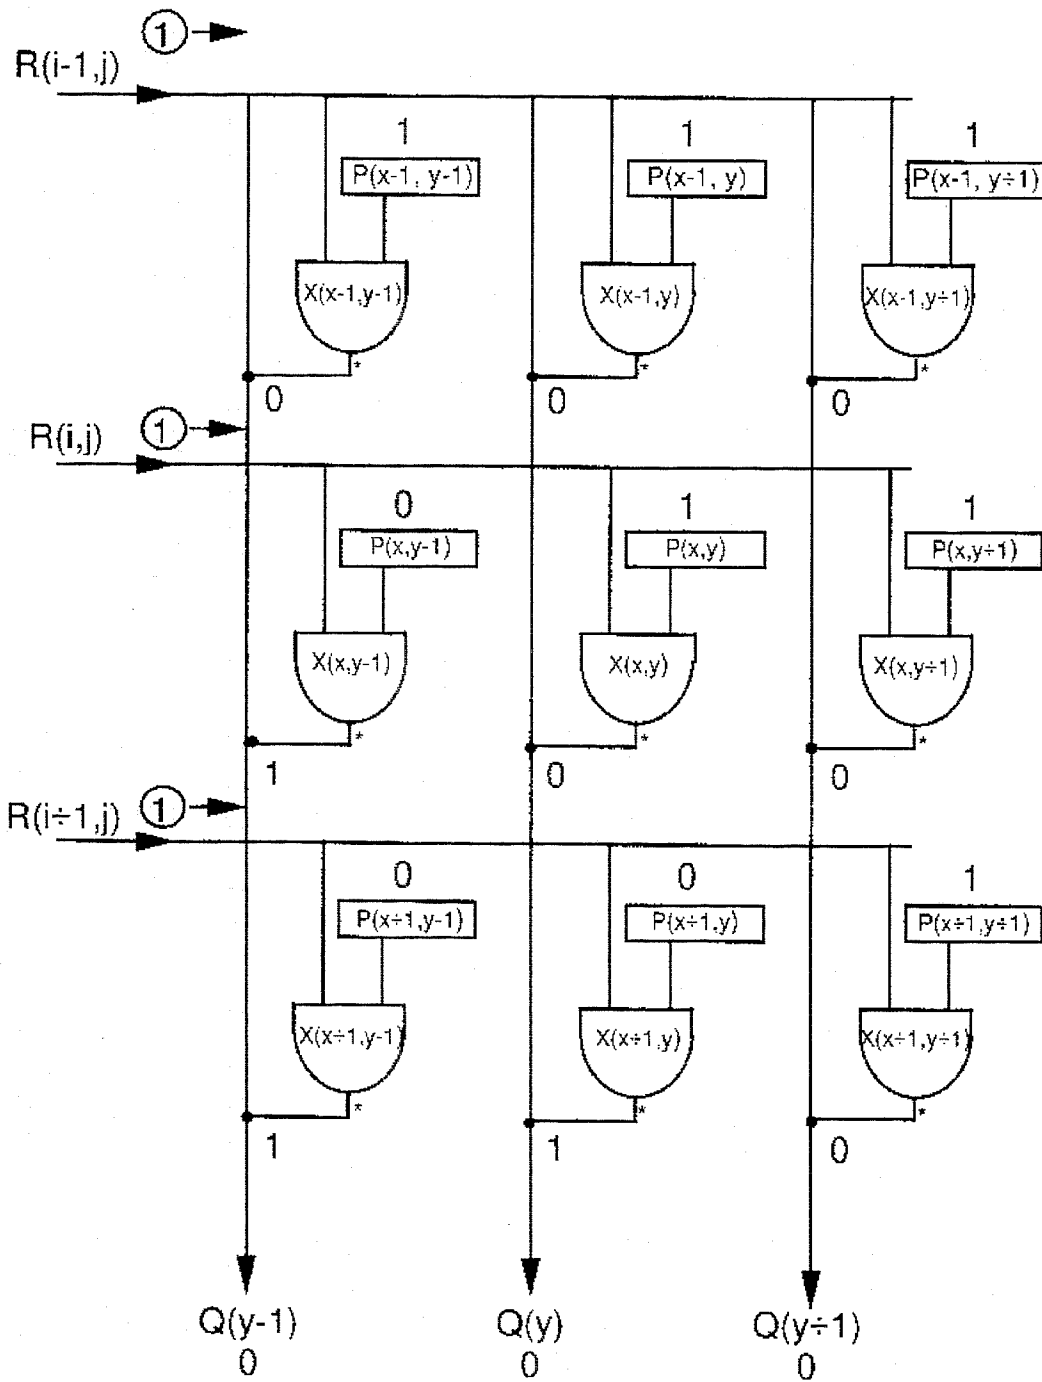 1
R(i-1,j)
1 1 1
P(x-1, y-1) P(x-1, y) P(x-1, y÷1)
X(x-1,y-1) X(x-1,y) X(x-1,y÷1)
* * *
0 0 0
1
R(i,j)
0 1 1
P(x,y-1) P(x,y) P(x,y÷1)
X(x,y-1) X(x,y) X(x,y÷1)
* * *
1 0 0
1
R(i÷1,j)
0 0 1
P(x÷1,y-1) P(x÷1,y) P(x÷1,y÷1)
X(x÷1,y-1) X(x÷1,y) X(x÷1,y÷1)
* * *
1 1 0
Q(y-1) Q(y) Q(y÷1)
0 0 0